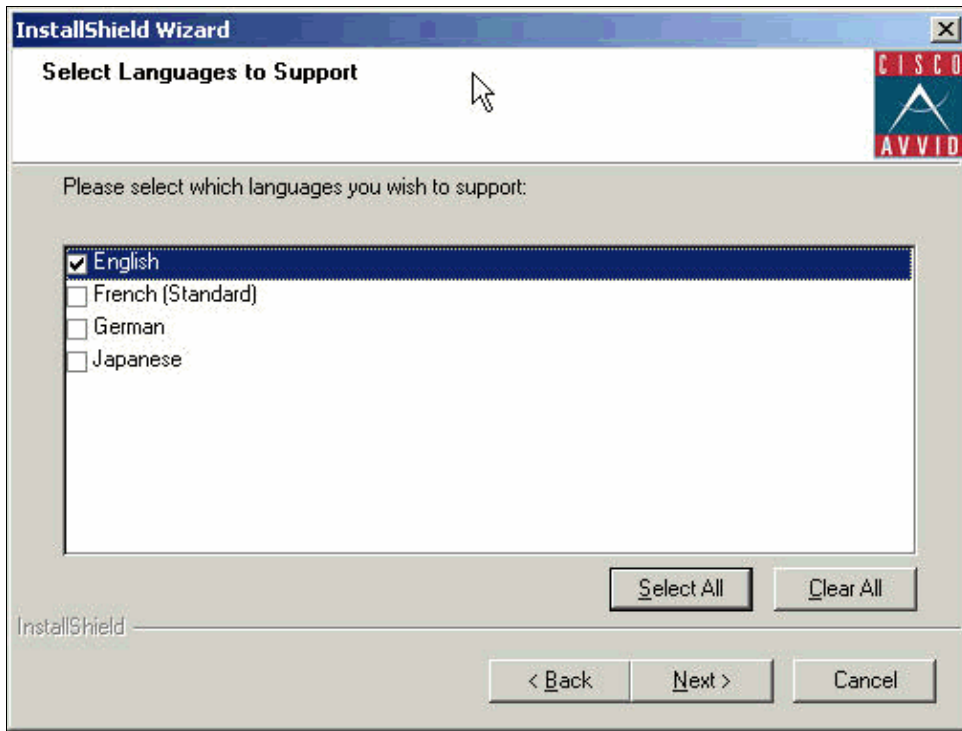 InstallShield Wizard
Select Languages to Support
CISCO
AVVID
Please select which languages you wish to support:
English
French (Standard)
German
Japanese
Select All
Clear All
InstallShield
< Back
Next >
Cancel